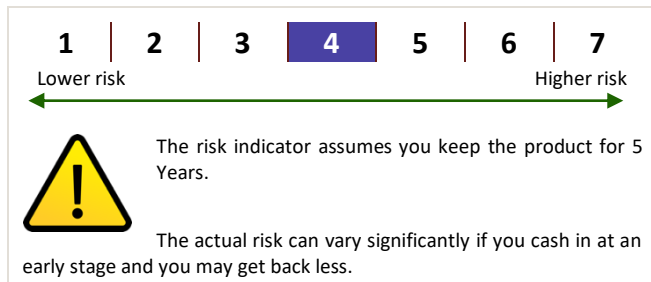 1 2 3 4 5 6 7
Lower risk Higher risk
The risk indicator assumes you keep the product for 5
Years.
The actual risk can vary significantly if you cash in at an
early stage and you may get back less.